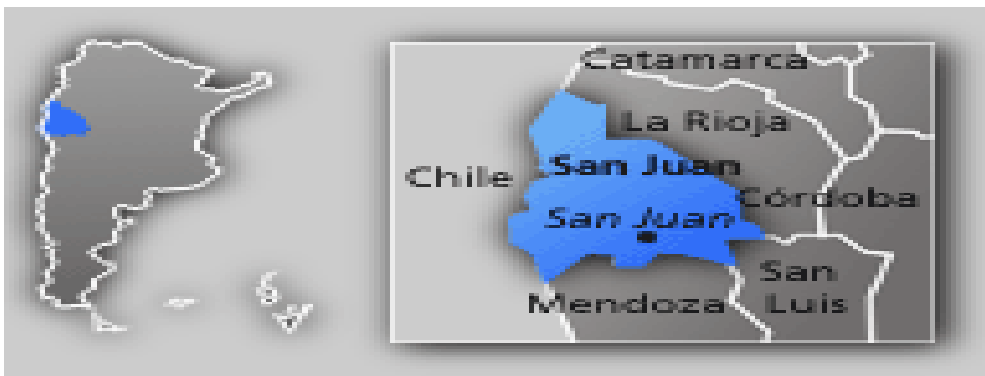 Catamarca
La Rioja
San Juan
Chile
Córdoba
San Juan
San
Luis
Mendoza